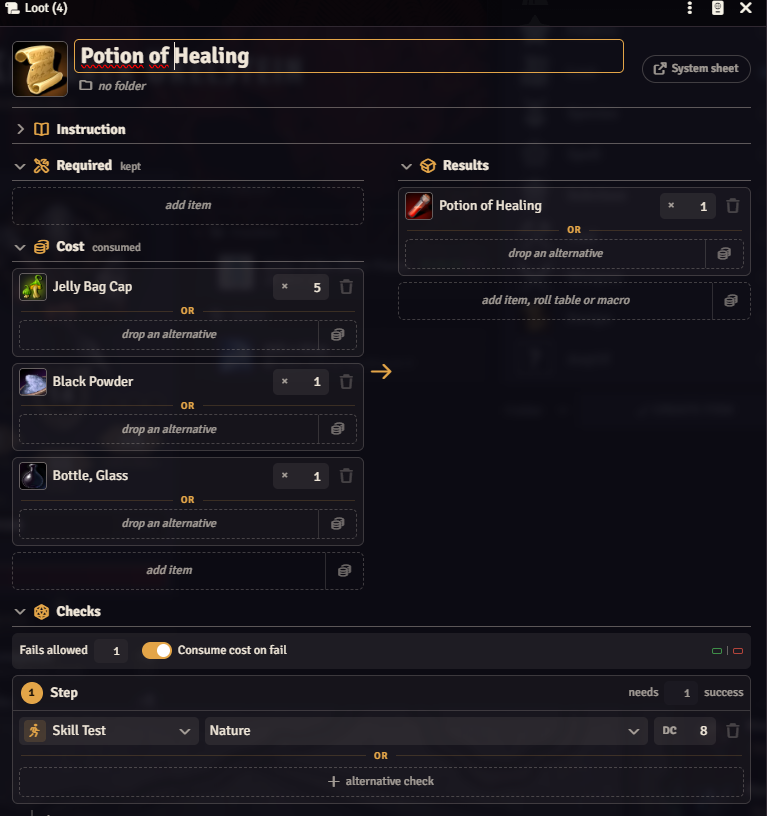 Loot (4)
Potion of Healing
no folder
System sheet
Instruction
Required kept
add item
Cost consumed
Jelly Bag Cap × 5
OR
drop an alternative
Black Powder × 1
OR
drop an alternative
Bottle, Glass × 1
OR
drop an alternative
add item
Results
Potion of Healing × 1
OR
drop an alternative
add item, roll table or macro
Checks
Fails allowed 1 Consume cost on fail
1 Step needs 1 success
Skill Test Nature DC 8
OR
+ alternative check